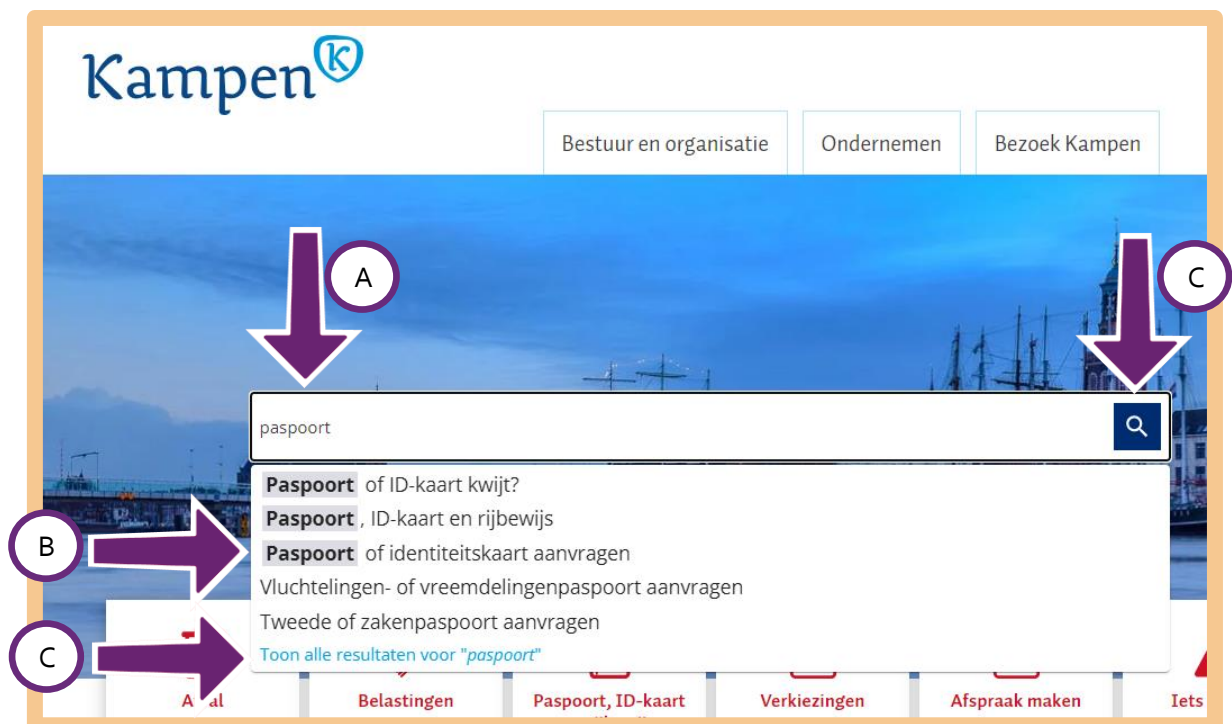 Kampen K
Bestuur en organisatie Ondernemen Bezoek Kampen
A
C
paspoort
Paspoort of ID-kaart kwijt?
Paspoort, ID-kaart en rijbewijs
B
Paspoort of identiteitskaart aanvragen
Vluchtelingen- of vreemdelingenpaspoort aanvragen
Tweede of zakenpaspoort aanvragen
C
Toon alle resultaten voor "paspoort"
Belastingen Paspoort, ID-kaart Verkiezingen Afspraak maken Iets